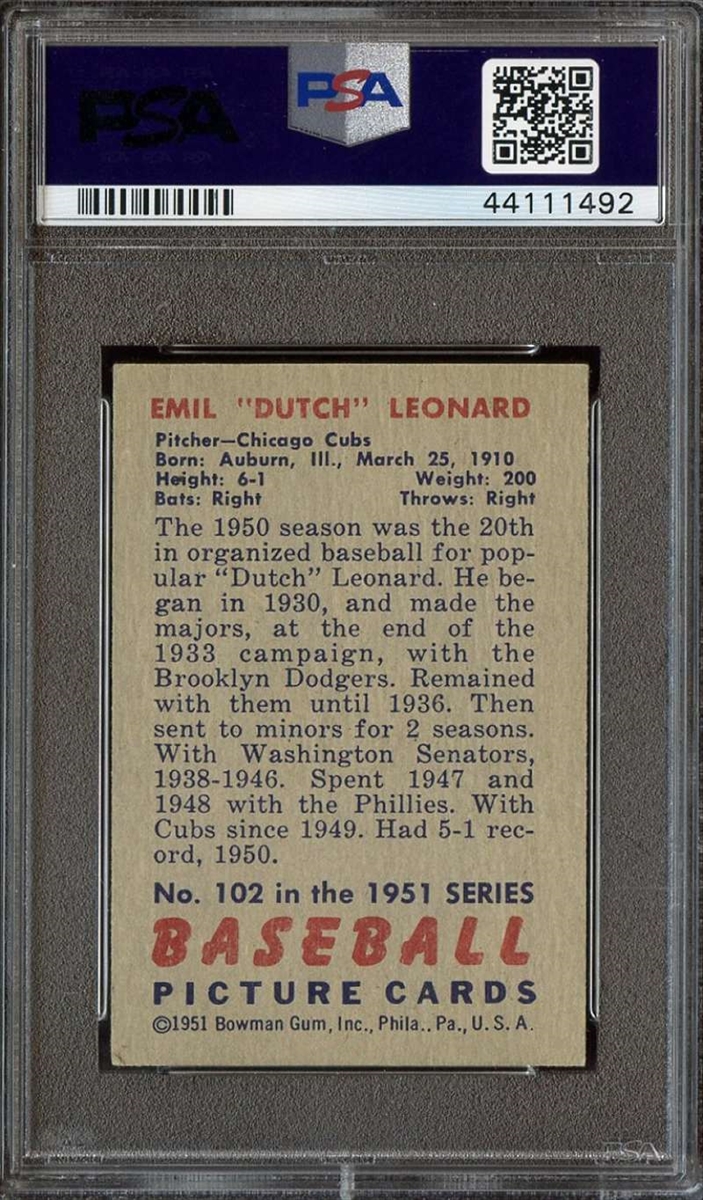 PSA
PSA
44111492
EMIL "DUTCH" LEONARD
Pitcher—Chicago Cubs
Born: Auburn, Ill., March 25, 1910
Height: 6-1 Weight: 200
Bats: Right Throws: Right
The 1950 season was the 20th
in organized baseball for pop-
ular "Dutch" Leonard. He be-
gan in 1930, and made the
majors, at the end of the
1933 campaign, with the
Brooklyn Dodgers. Remained
with them until 1936. Then
sent to minors for 2 seasons.
With Washington Senators,
1938-1946. Spent 1947 and
1948 with the Phillies. With
Cubs since 1949. Had 5-1 rec-
ord, 1950.
No. 102 in the 1951 SERIES
BASEBALL
PICTURE CARDS
©1951 Bowman Gum, Inc., Phila., Pa., U. S. A.
PSA